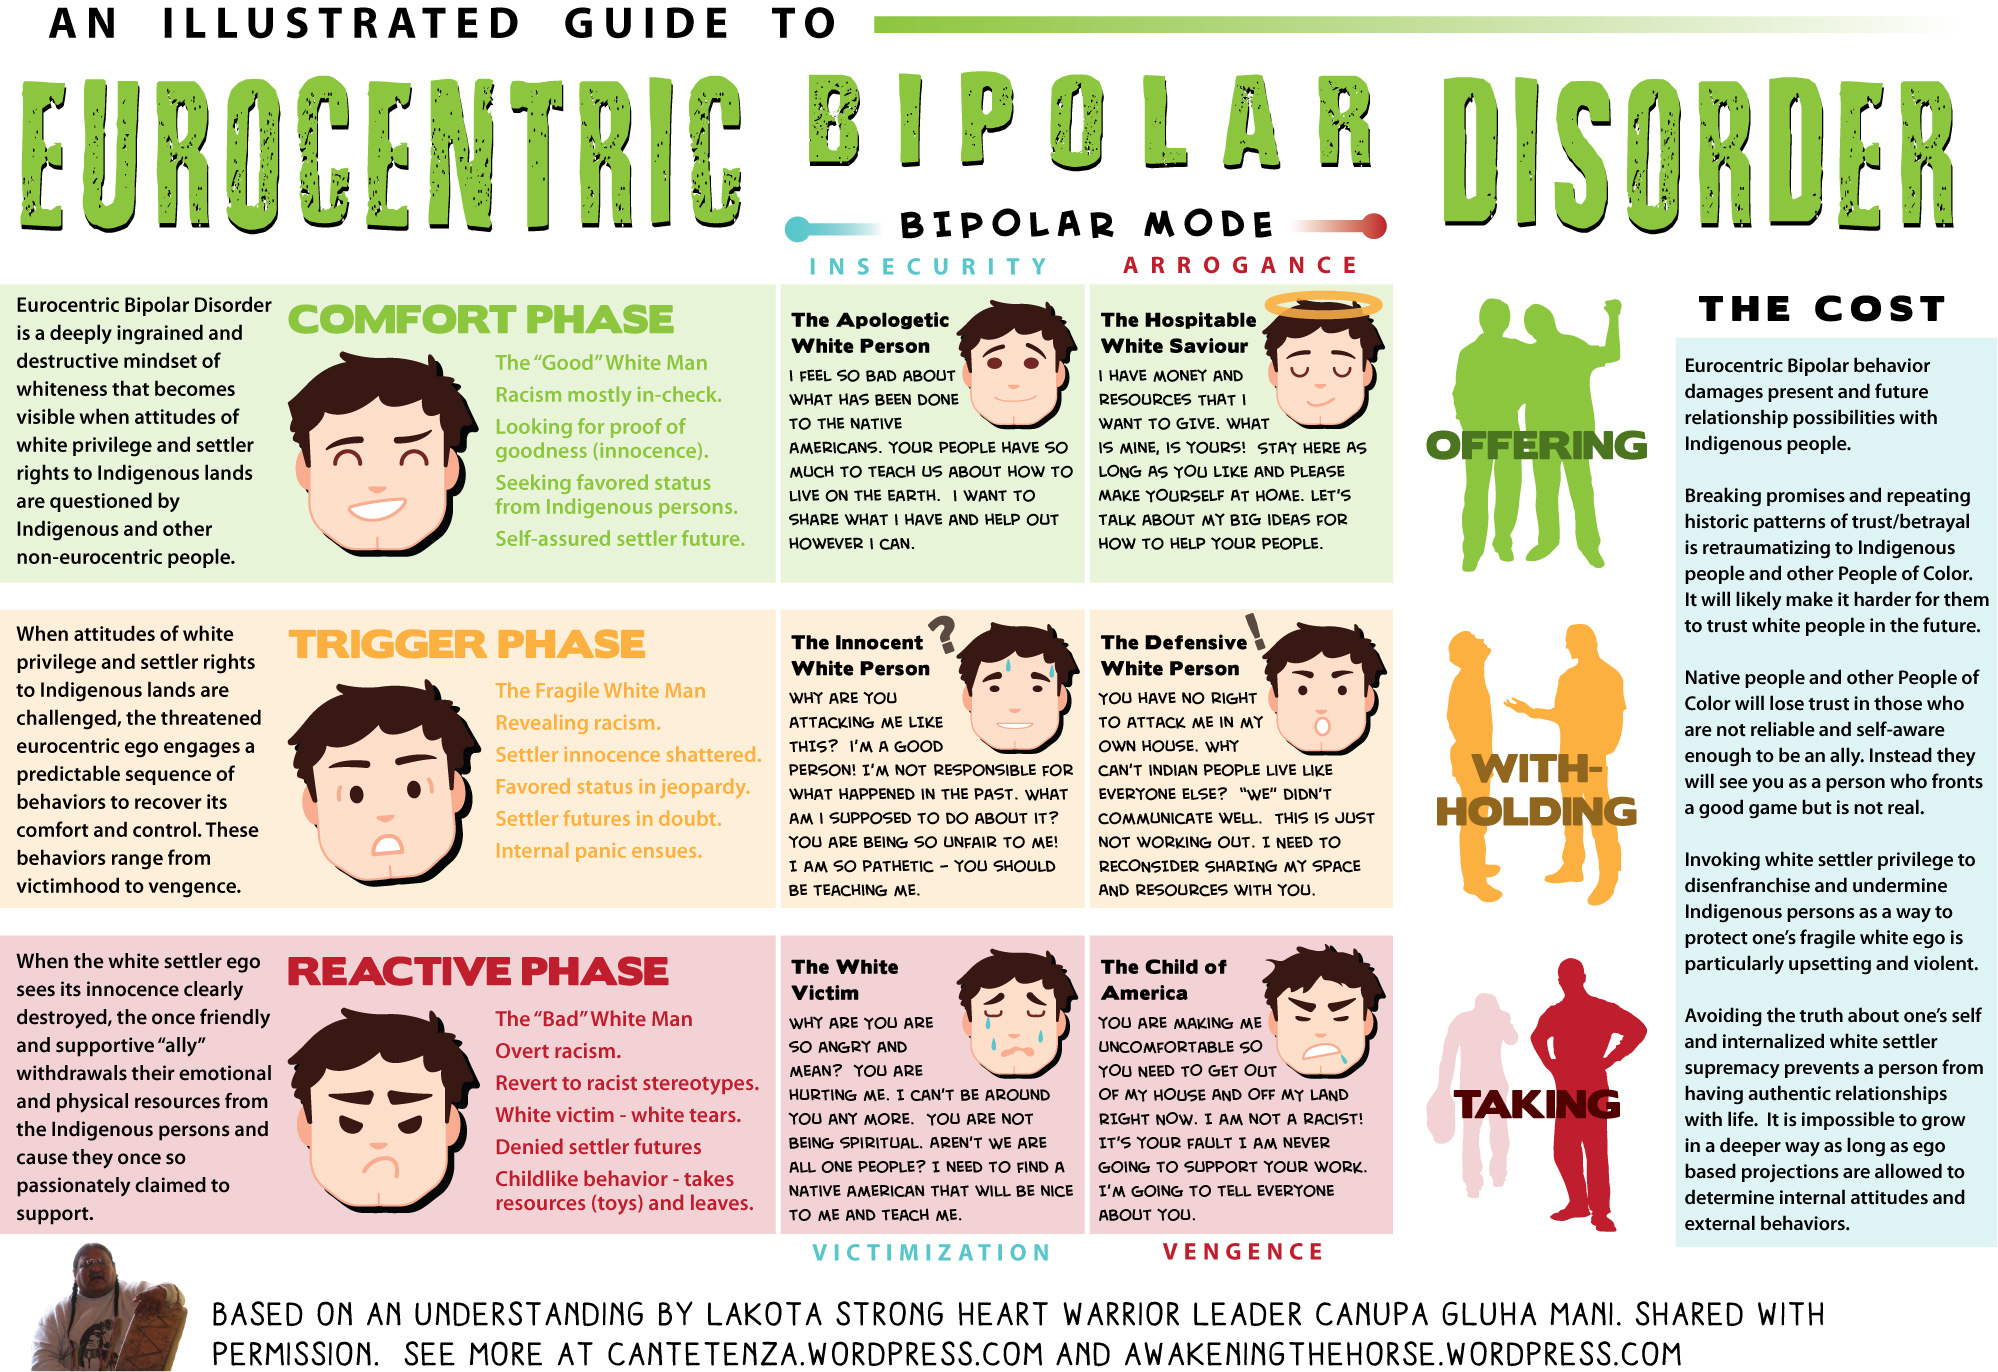 AN ILLUSTRATED GUIDE TO
EUROCENTRIC BIPOLAR DISORDER
BIPOLAR MODE
INSECURITY
ARROGANCE
Eurocentric Bipolar Disorder
is a deeply ingrained and
destructive mindset of
whiteness that becomes
visible when attitudes of
white privilege and settler
rights to Indigenous lands
are questioned by
Indigenous and other
non-eurocentric people.
COMFORT PHASE
The “Good” White Man
Racism mostly in-check.
Looking for proof of
goodness (innocence).
Seeking favored status
from Indigenous persons.
Self-assured settler future.
The Apologetic
White Person
I FEEL SO BAD ABOUT
WHAT HAS BEEN DONE
TO THE NATIVE
AMERICANS. YOUR PEOPLE HAVE SO
MUCH TO TEACH US ABOUT HOW TO
LIVE ON THE EARTH. I WANT TO
SHARE WHAT I HAVE AND HELP OUT
HOWEVER I CAN.
The Hospitable
White Saviour
I HAVE MONEY AND
RESOURCES THAT I
WANT TO GIVE. WHAT
IS MINE, IS YOURS! STAY HERE AS
LONG AS YOU LIKE AND PLEASE
MAKE YOURSELF AT HOME. LET'S
TALK ABOUT MY BIG IDEAS FOR
HOW TO HELP YOUR PEOPLE.
OFFERING
When attitudes of white
privilege and settler rights
to Indigenous lands are
challenged, the threatened
eurocentric ego engages a
predictable sequence of
behaviors to recover its
comfort and control. These
behaviors range from
victimhood to vengence.
TRIGGER PHASE
The Fragile White Man
Revealing racism.
Settler innocence shattered.
Favored status in jeopardy.
Settler futures in doubt.
Internal panic ensues.
The Innocent
White Person
?
WHY ARE YOU
ATTACKING ME LIKE
THIS? I'M A GOOD
PERSON! I'M NOT RESPONSIBLE FOR
WHAT HAPPENED IN THE PAST. WHAT
AM I SUPPOSED TO DO ABOUT IT?
YOU ARE BEING SO UNFAIR TO ME!
I AM SO PATHETIC - YOU SHOULD
BE TEACHING ME.
The Defensive
White Person
!
YOU HAVE NO RIGHT
TO ATTACK ME IN MY
OWN HOUSE. WHY
CAN'T INDIAN PEOPLE LIVE LIKE
EVERYONE ELSE? "WE" DIDN'T
COMMUNICATE WELL. THIS IS JUST
NOT WORKING OUT. I NEED TO
RECONSIDER SHARING MY SPACE
AND RESOURCES WITH YOU.
WITH-
HOLDING
When the white settler ego
sees its innocence clearly
destroyed, the once friendly
and supportive “ally”
withdrawals their emotional
and physical resources from
the Indigenous persons and
cause they once so
passionately claimed to
support.
REACTIVE PHASE
The “Bad” White Man
Overt racism.
Revert to racist stereotypes.
White victim - white tears.
Denied settler futures
Childlike behavior - takes
resources (toys) and leaves.
The White
Victim
WHY ARE YOU ARE
SO ANGRY AND
MEAN? YOU ARE
HURTING ME. I CAN'T BE AROUND
YOU ANY MORE. YOU ARE NOT
BEING SPIRITUAL. AREN'T WE ARE
ALL ONE PEOPLE? I NEED TO FIND A
NATIVE AMERICAN THAT WILL BE NICE
TO ME AND TEACH ME.
The Child of
America
YOU ARE MAKING ME
UNCOMFORTABLE SO
YOU NEED TO GET OUT
OF MY HOUSE AND OFF MY LAND
RIGHT NOW. I AM NOT A RACIST!
IT'S YOUR FAULT I AM NEVER
GOING TO SUPPORT YOUR WORK.
I'M GOING TO TELL EVERYONE
ABOUT YOU.
TAKING
VICTIMIZATION
VENGENCE
THE COST
Eurocentric Bipolar behavior
damages present and future
relationship possibilities with
Indigenous people.
Breaking promises and repeating
historic patterns of trust/betrayal
is retraumatizing to Indigenous
people and other People of Color.
It will likely make it harder for them
to trust white people in the future.
Native people and other People of
Color will lose trust in those who
are not reliable and self-aware
enough to be an ally. Instead they
will see you as a person who fronts
a good game but is not real.
Invoking white settler privilege to
disenfranchise and undermine
Indigenous persons as a way to
protect one’s fragile white ego is
particularly upsetting and violent.
Avoiding the truth about one’s self
and internalized white settler
supremacy prevents a person from
having authentic relationships
with life. It is impossible to grow
in a deeper way as long as ego
based projections are allowed to
determine internal attitudes and
external behaviors.
BASED ON AN UNDERSTANDING BY LAKOTA STRONG HEART WARRIOR LEADER CANUPA GLUHA MANI. SHARED WITH
PERMISSION. SEE MORE AT CANTETENZA.WORDPRESS.COM AND AWAKENINGTHEHORSE.WORDPRESS.COM